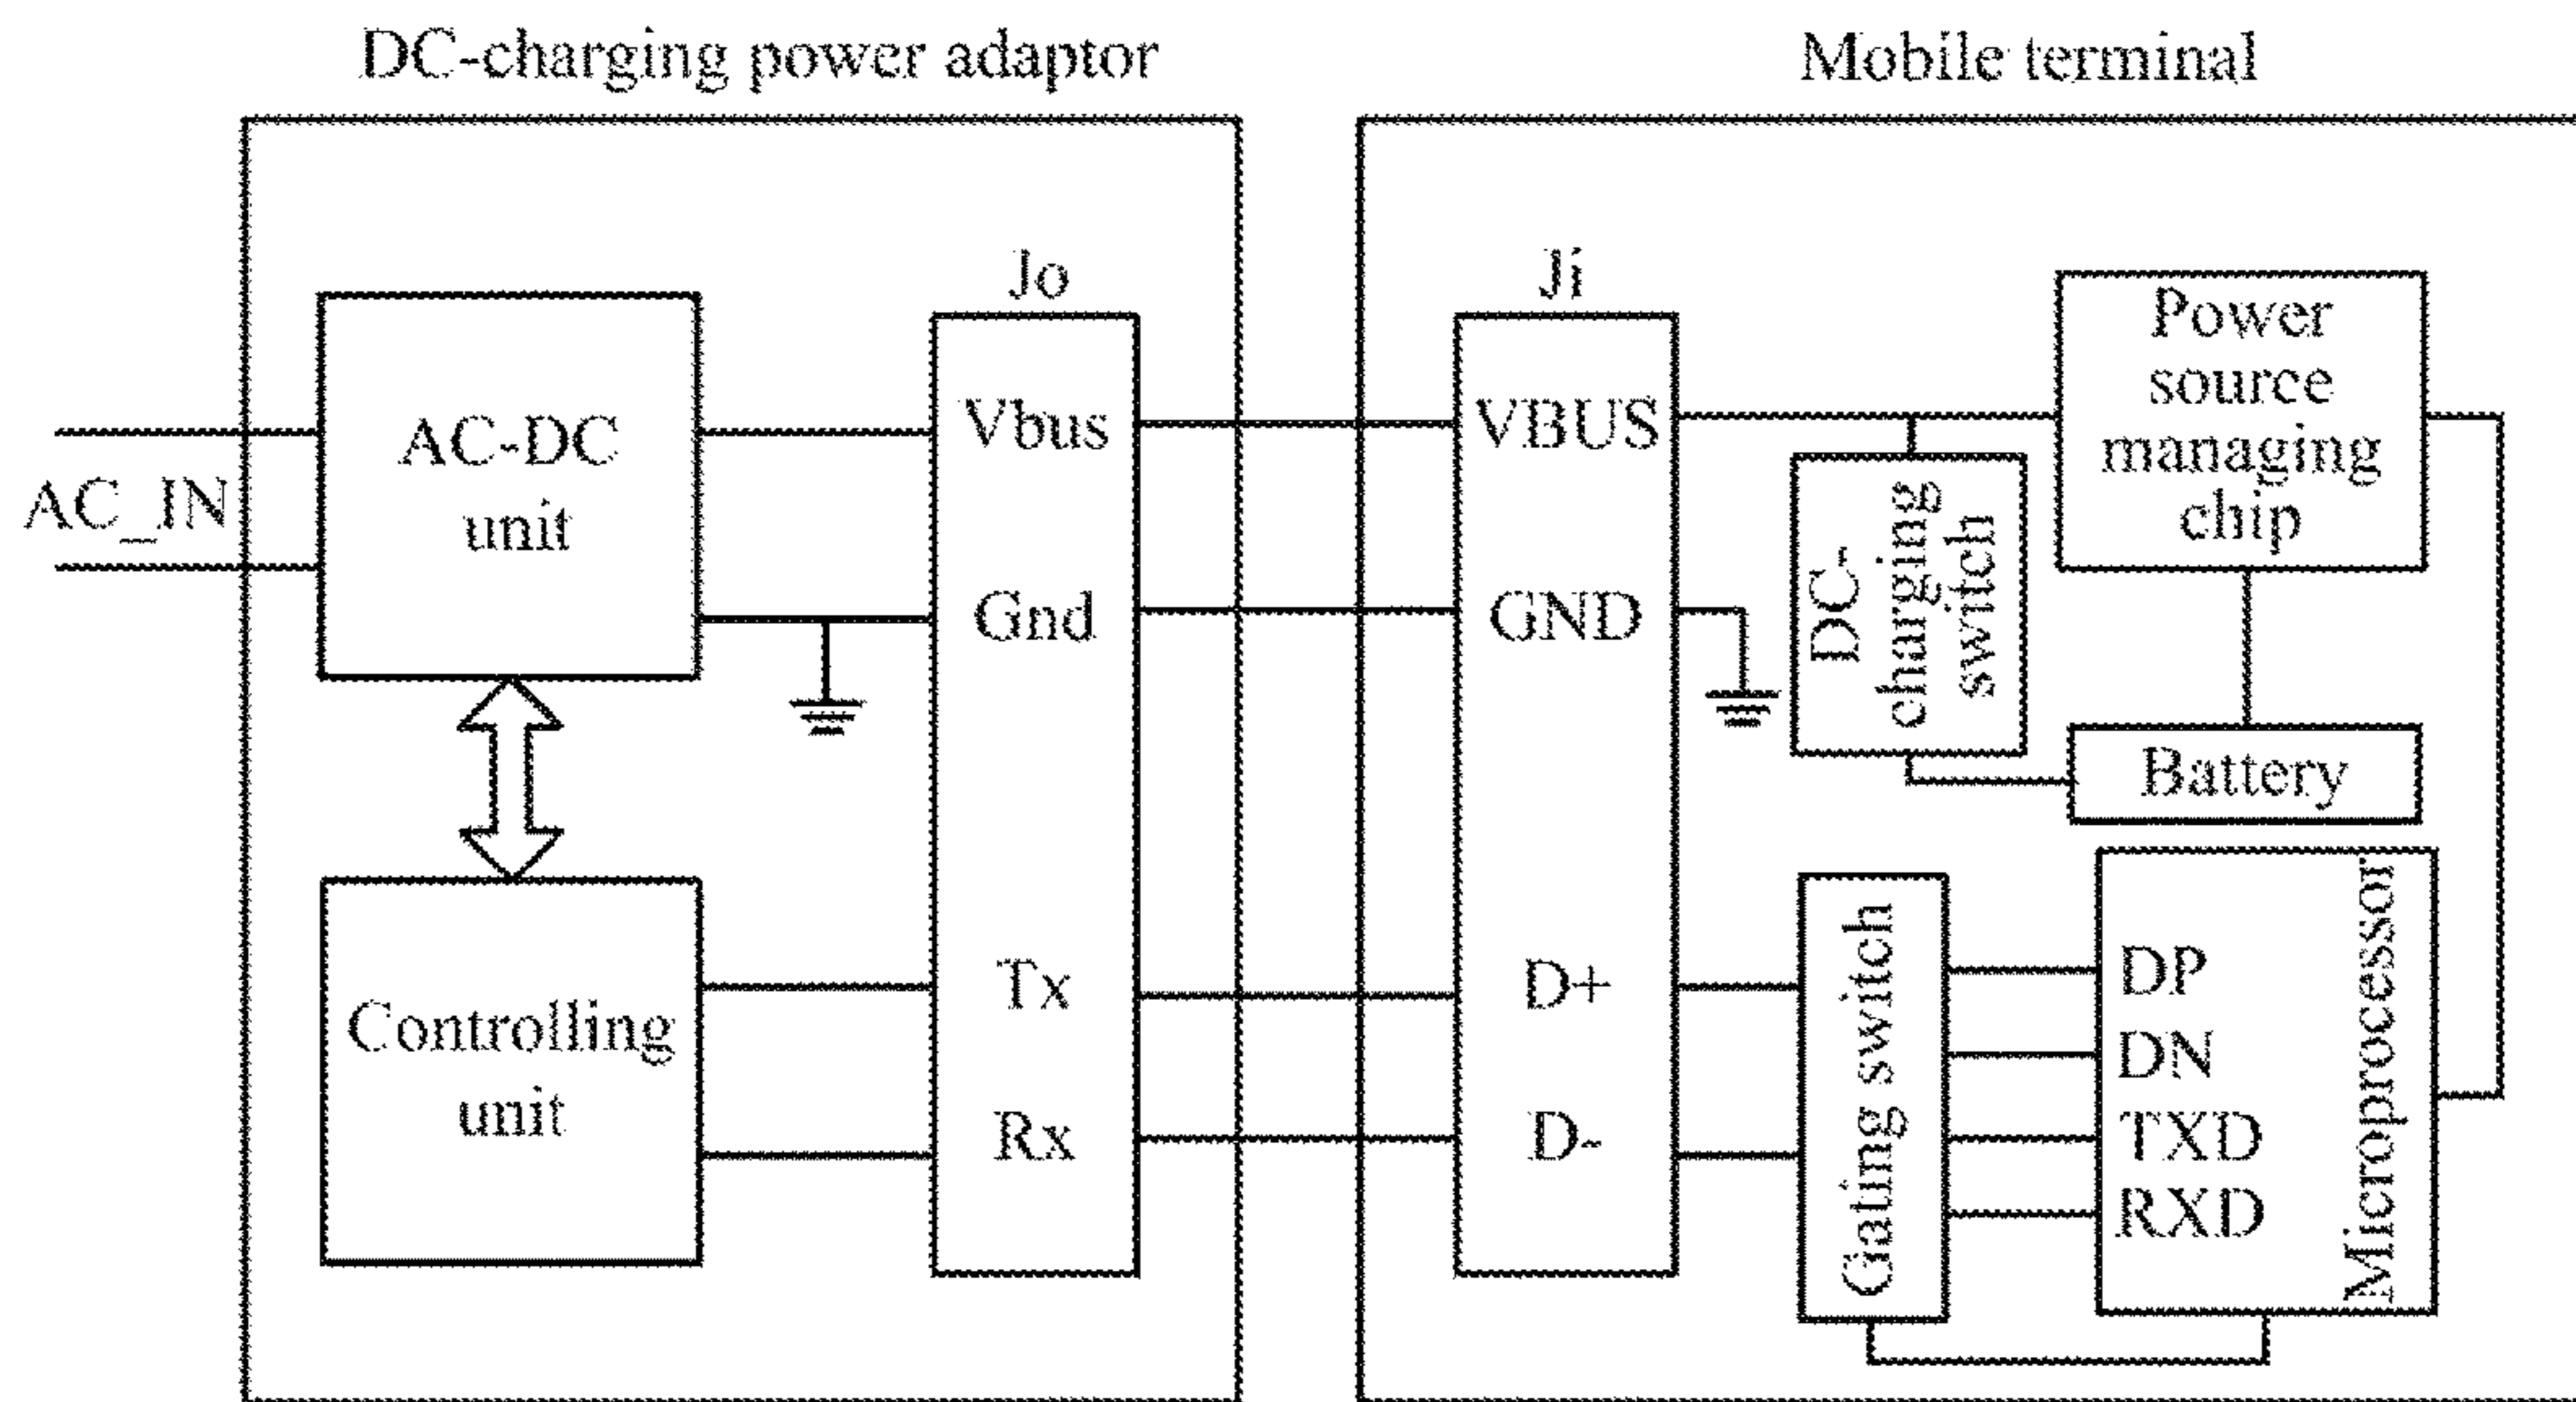 DC-charging power adaptor
Mobile terminal
AC_IN
AC-DC
unit
Controlling
unit
Jo
Vbus
Gnd
Tx
Rx
Ji
VBUS
GND
D+
D-
DC-
charging
switch
Power
source
managing
chip
Battery
Gating switch
DP
DN
TXD
RXD
Microprocessor